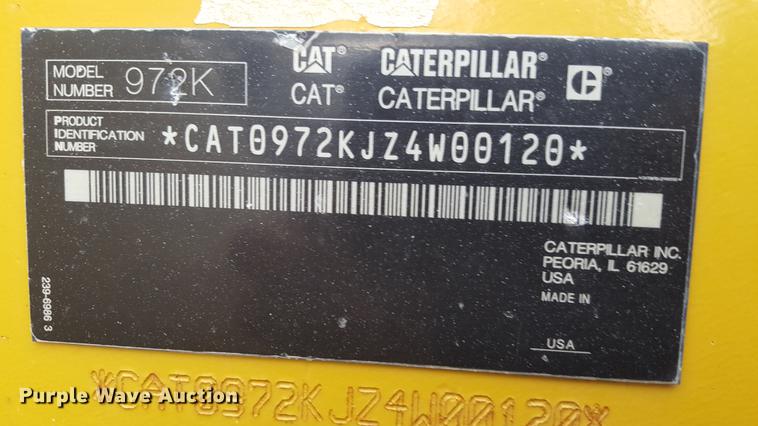 CAT® CATERPILLAR®
MODEL NUMBER 972K
CAT® CATERPILLAR® C
PRODUCT IDENTIFICATION NUMBER *CAT0972KJZ4W00120*
CATERPILLAR INC.
PEORIA, IL 61629
USA
MADE IN
USA
239-6986 3
*CAT0972KJZ4W00120*
Purple Wave Auction